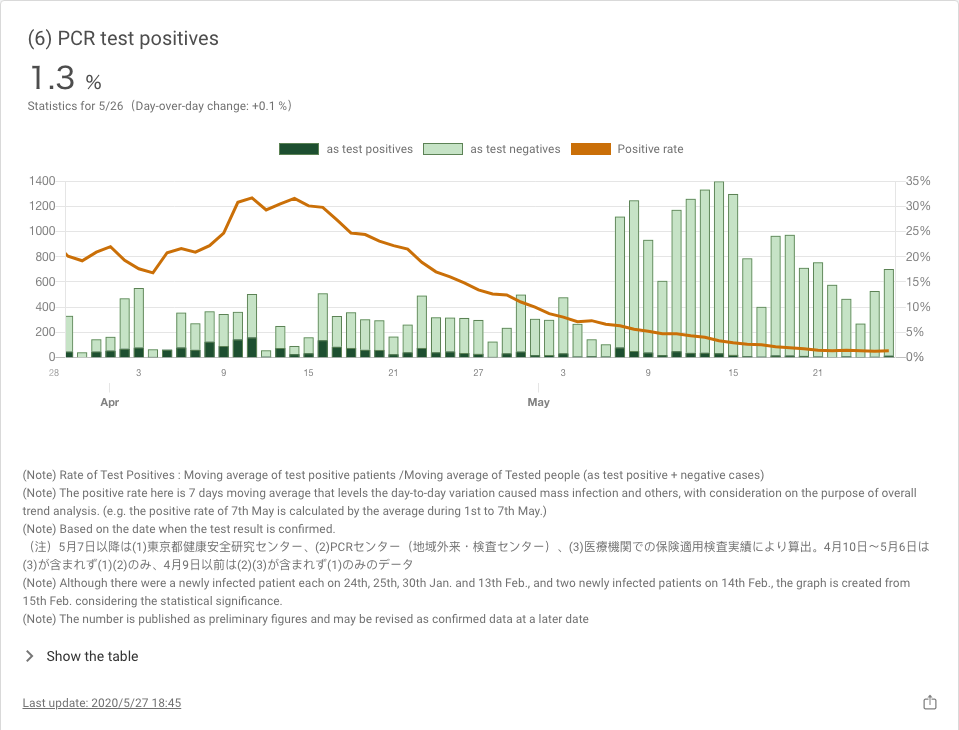 (6) PCR test positives
1.3 %
Statistics for 5/26（Day-over-day change: +0.1 %）
as test positives as test negatives Positive rate
1400 35%
1200 30%
1000 25%
800 20%
600 15%
400 10%
200 5%
0 0%
28 3 9 15 21 27 3 9 15 21
Apr May
(Note) Rate of Test Positives : Moving average of test positive patients /Moving average of Tested people (as test positive + negative cases)
(Note) The positive rate here is 7 days moving average that levels the day-to-day variation caused mass infection and others, with consideration on the purpose of overall
trend analysis. (e.g. the positive rate of 7th May is calculated by the average during 1st to 7th May.)
(Note) Based on the date when the test result is confirmed.
（注）5月7日以降は(1)東京都健康安全研究センター、(2)PCRセンター（地域外来・検査センター）、(3)医療機関での保険適用検査実績により算出。4月10日～5月6日は
(3)が含まれず(1)(2)のみ、4月9日以前は(2)(3)が含まれず(1)のみのデータ
(Note) Although there were a newly infected patient each on 24th, 25th, 30th Jan. and 13th Feb., and two newly infected patients on 14th Feb., the graph is created from
15th Feb. considering the statistical significance.
(Note) The number is published as preliminary figures and may be revised as confirmed data at a later date
Show the table
Last update: 2020/5/27 18:45